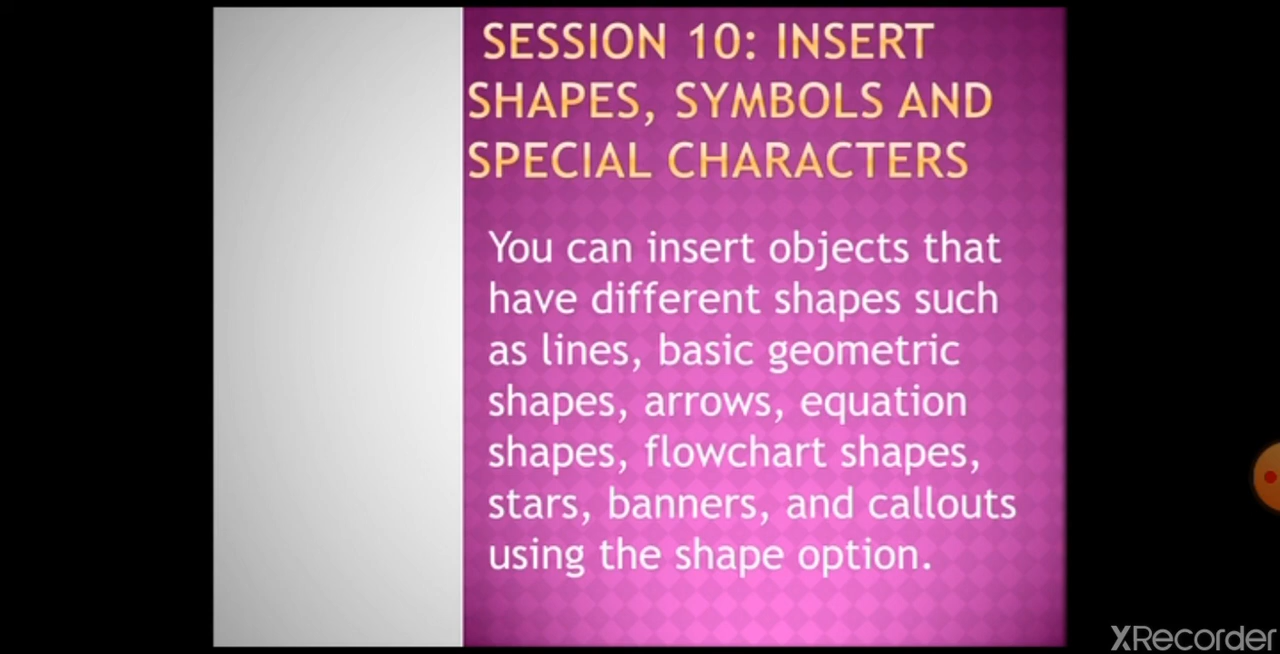 SESSION 10: INSERT
SHAPES, SYMBOLS AND
SPECIAL CHARACTERS
You can insert objects that
have different shapes such
as lines, basic geometric
shapes, arrows, equation
shapes, flowchart shapes,
stars, banners, and callouts
using the shape option.
XRecorder